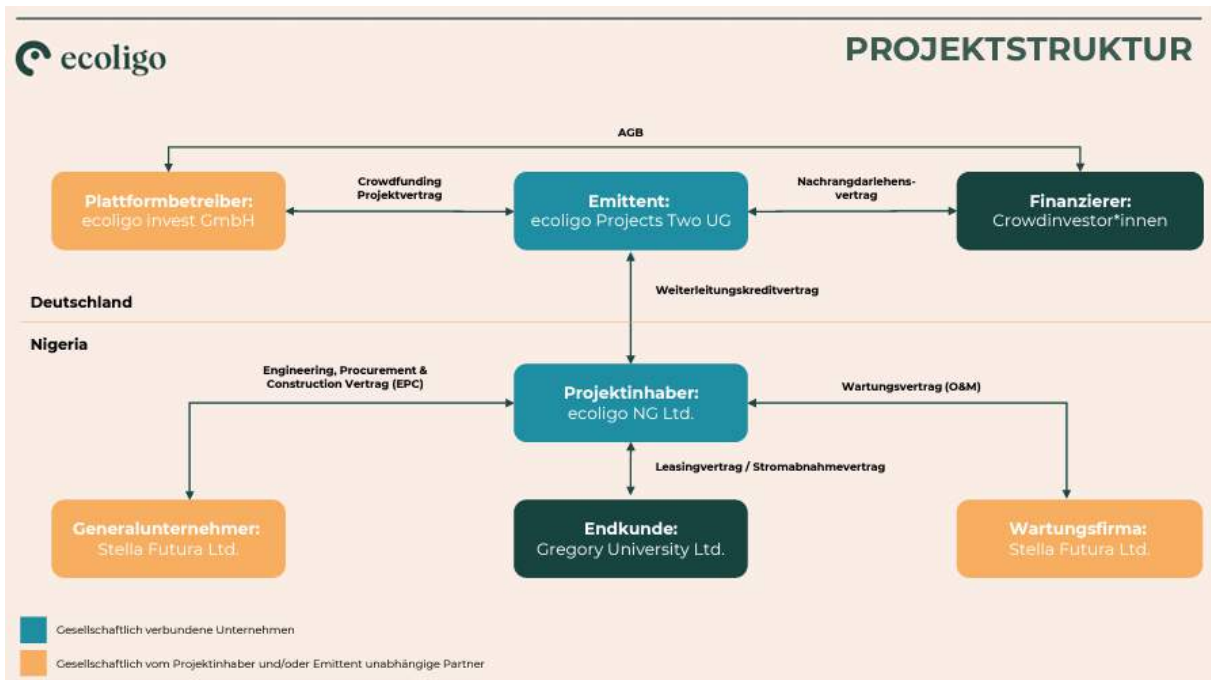 ecoligo
PROJEKTSTRUKTUR
AGB
Plattformbetreiber:
ecoligo invest GmbH
Crowdfunding
Projektvertrag
Emittent:
ecoligo Projects Two UG
Nachrangdarlehens-
vertrag
Finanzierer:
Crowdinvestor*innen
Weiterleitungskreditvertrag
Deutschland
Nigeria
Engineering, Procurement &
Construction Vertrag (EPC)
Projektinhaber:
ecoligo NG Ltd.
Wartungsvertrag (O&M)
Leasingvertrag / Stromabnahmevertrag
Generalunternehmer:
Stella Futura Ltd.
Endkunde:
Gregory University Ltd.
Wartungsfirma:
Stella Futura Ltd.
Gesellschaftlich verbundene Unternehmen
Gesellschaftlich vom Projektinhaber und/oder Emittent unabhängige Partner